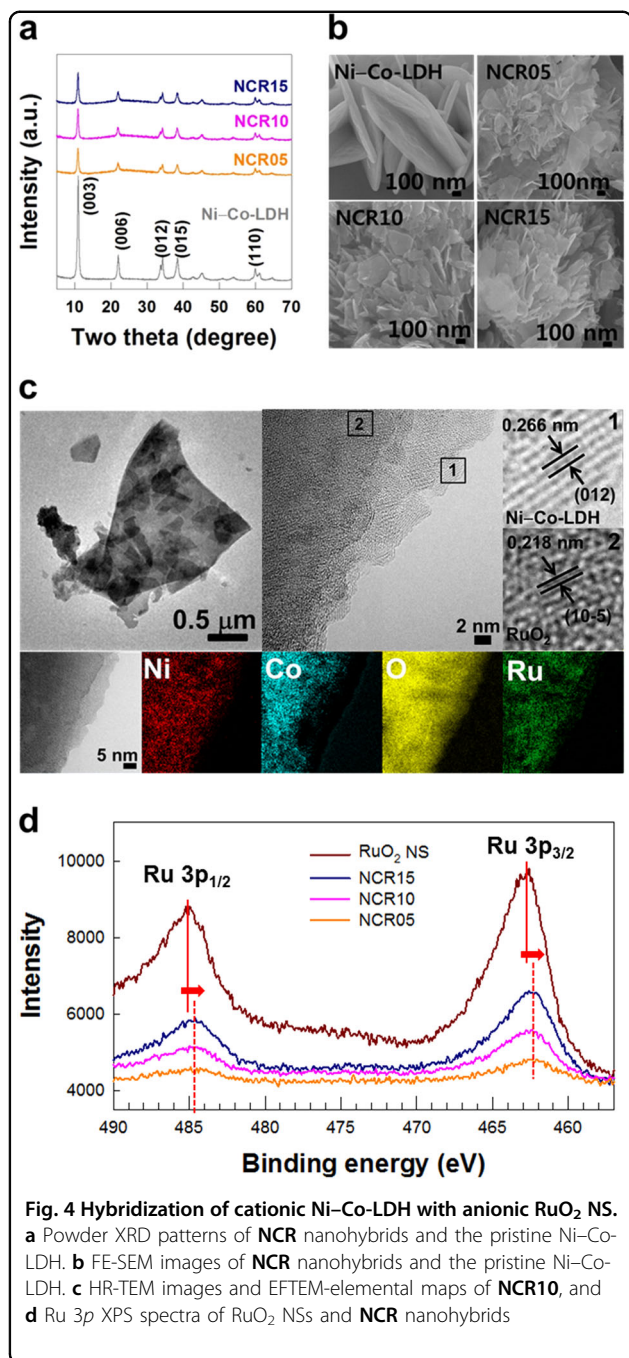 a
NCR15
NCR10
NCR05
Ni–Co-LDH
(003)
(006)
(012)
(015)
(110)
Intensity (a.u.)
10 20 30 40 50 60 70
Two theta (degree)
b
Ni–Co-LDH
100 nm
NCR05
100nm
NCR10
100 nm
NCR15
100 nm
c
0.5 μm
2
1
2 nm
1
0.266 nm
(012)
Ni–Co-LDH
2
0.218 nm
(10-5)
RuO₂
5 nm
Ni
Co
O
Ru
d
Ru 3p₁/₂
Ru 3p₃/₂
RuO₂ NS
NCR15
NCR10
NCR05
10000
8000
6000
4000
Intensity
490 485 480 475 470 465 460
Binding energy (eV)
Fig. 4 Hybridization of cationic Ni–Co-LDH with anionic RuO₂ NS.
a Powder XRD patterns of NCR nanohybrids and the pristine Ni–Co-
LDH. b FE-SEM images of NCR nanohybrids and the pristine Ni–Co-
LDH. c HR-TEM images and EFTEM-elemental maps of NCR10, and
d Ru 3p XPS spectra of RuO₂ NSs and NCR nanohybrids